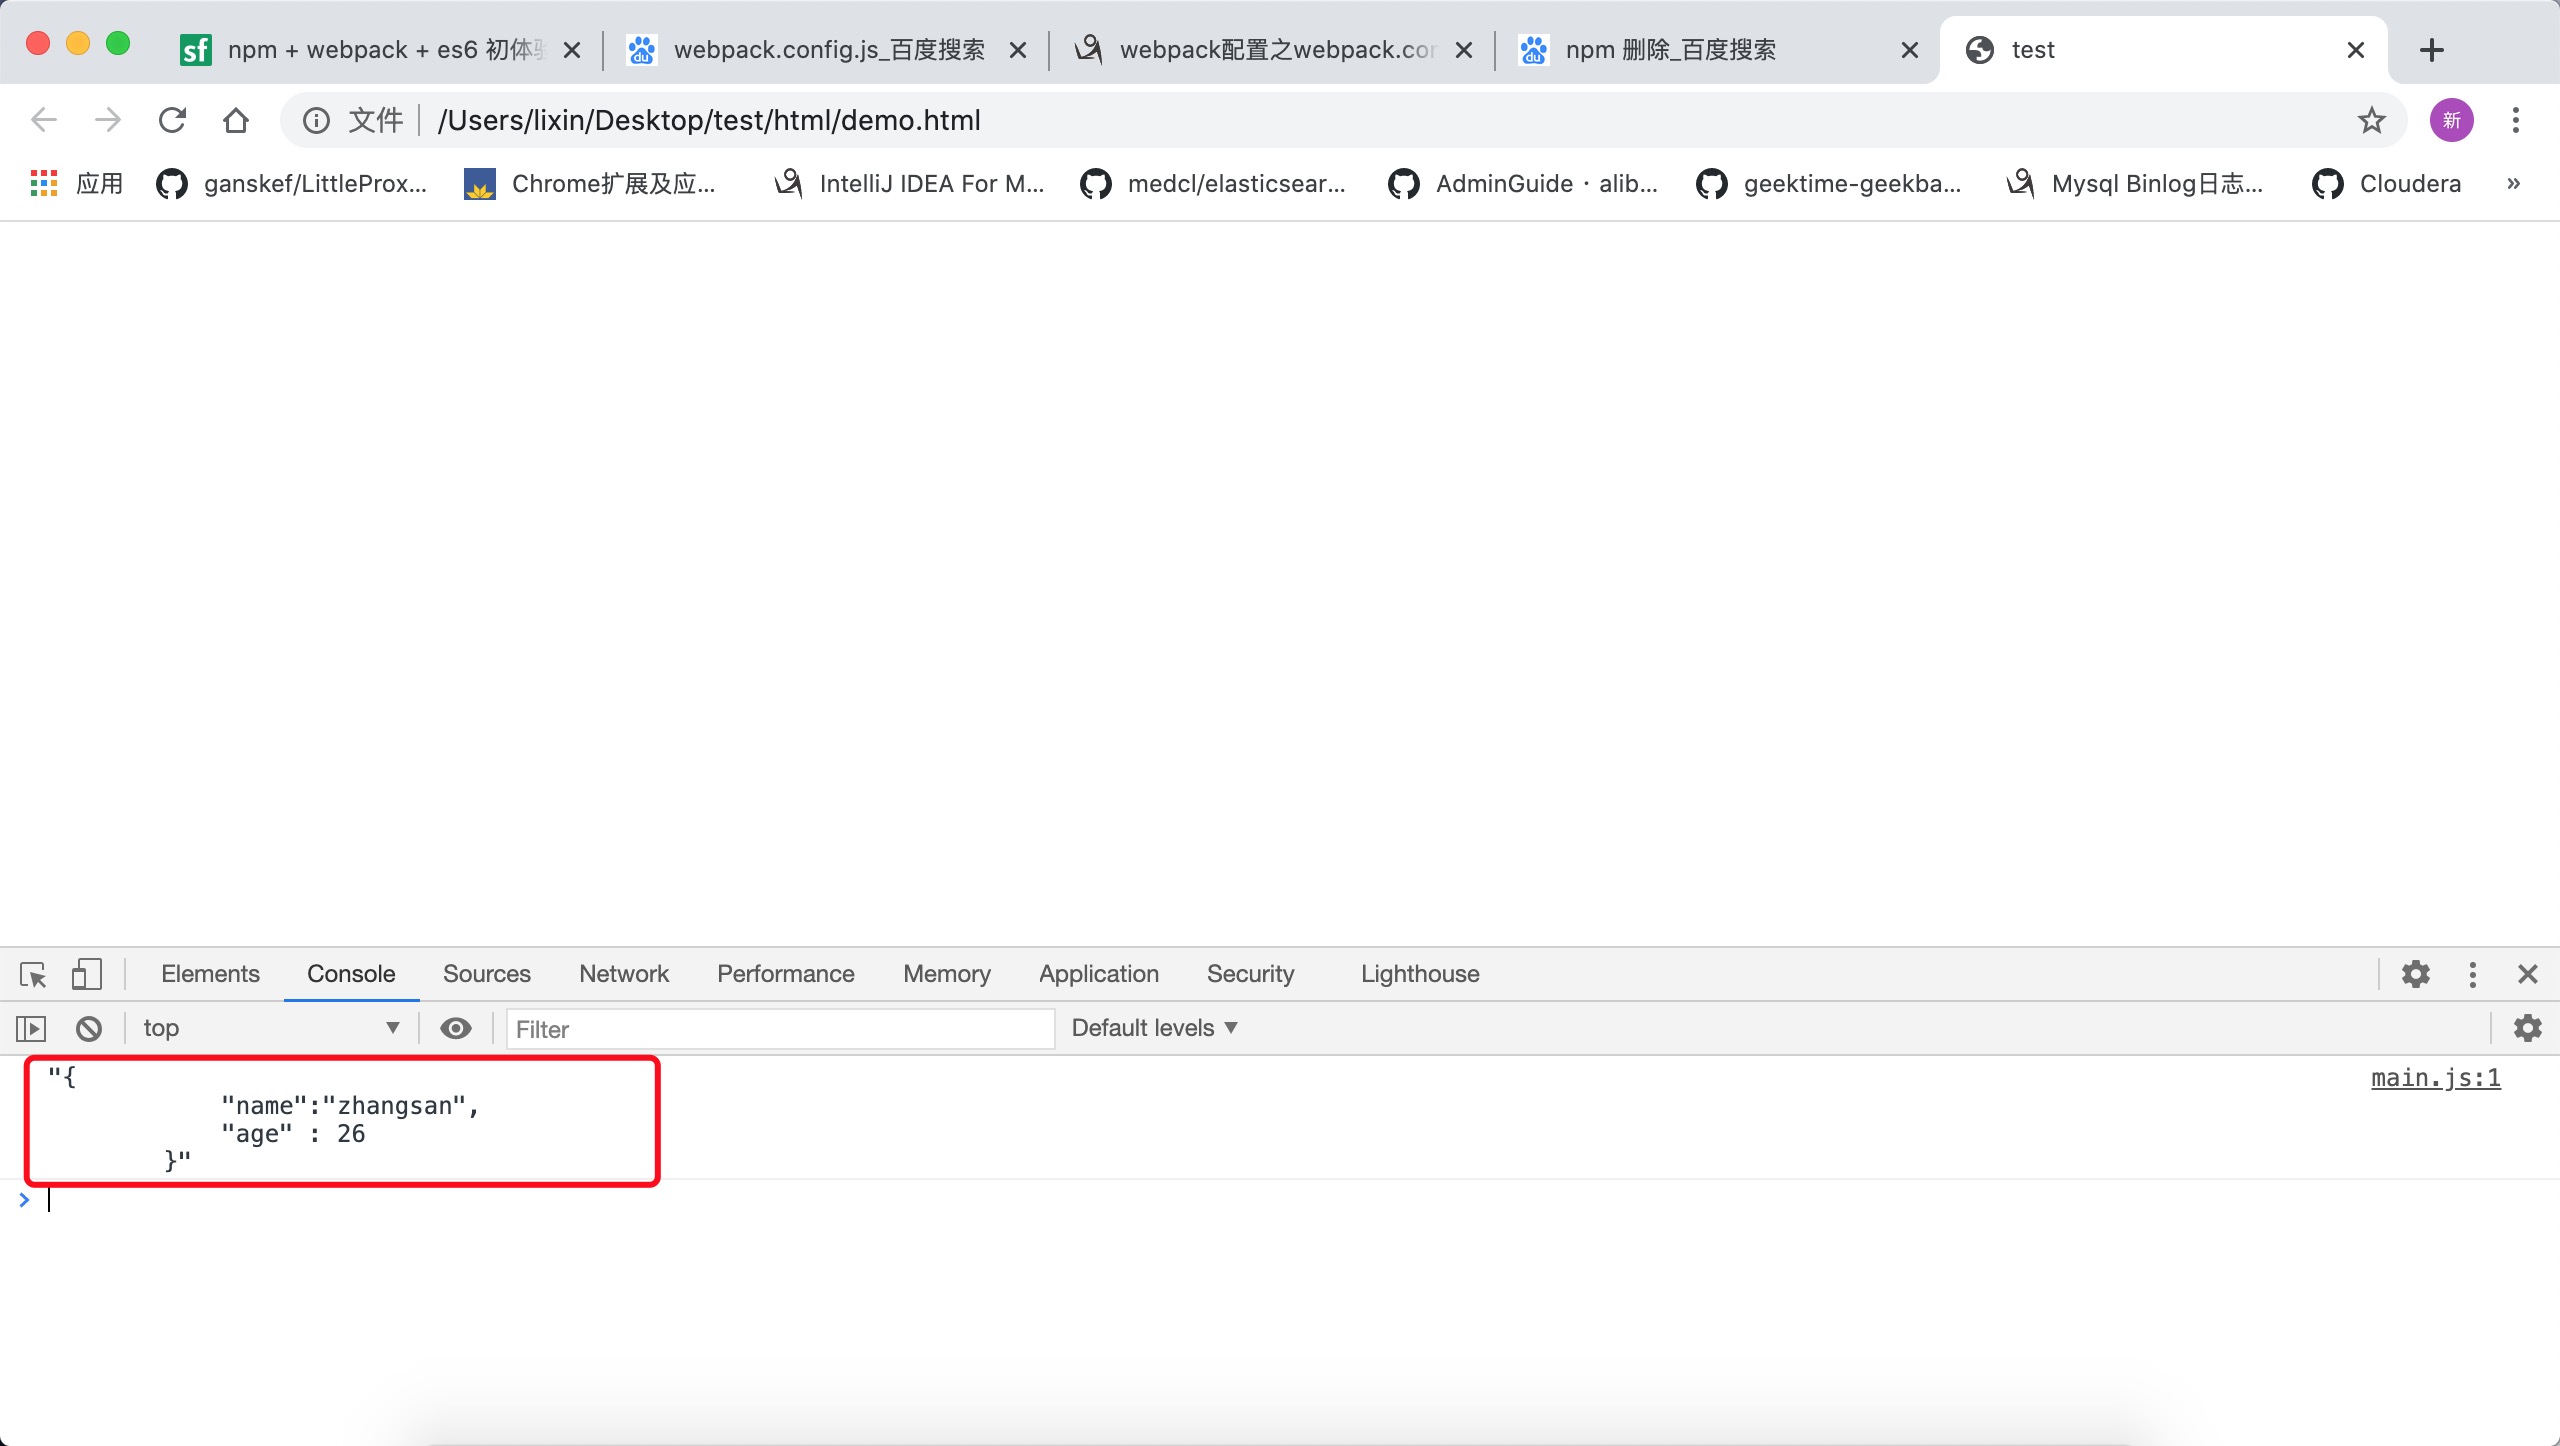 npm + webpack + es6 初体
webpack.config.js_百度搜索
webpack配置之webpack.con
npm 删除_百度搜索
test
文件
/Users/lixin/Desktop/test/html/demo.html
新
应用
ganskef/LittleProx...
Chrome扩展及应...
IntelliJ IDEA For M...
medcl/elasticsear...
AdminGuide · alib...
geektime-geekba...
Mysql Binlog日志...
Cloudera
»
Elements
Console
Sources
Network
Performance
Memory
Application
Security
Lighthouse
top
Filter
Default levels
"{
"name":"zhangsan",
"age" : 26
}"
main.js:1
>